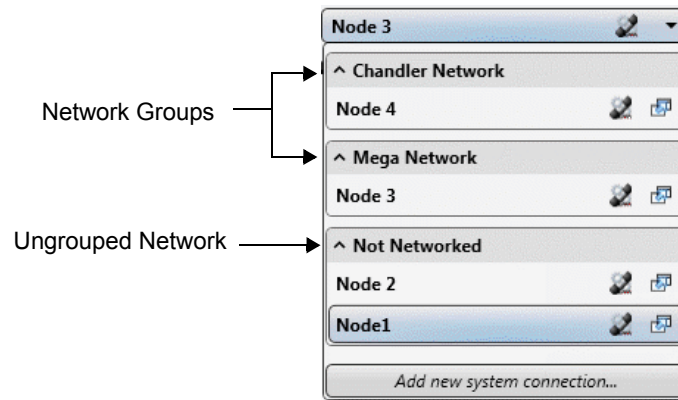 Node 3
^ Chandler Network
Network Groups
Node 4
^ Mega Network
Node 3
Ungrouped Network
^ Not Networked
Node 2
Node1
Add new system connection...